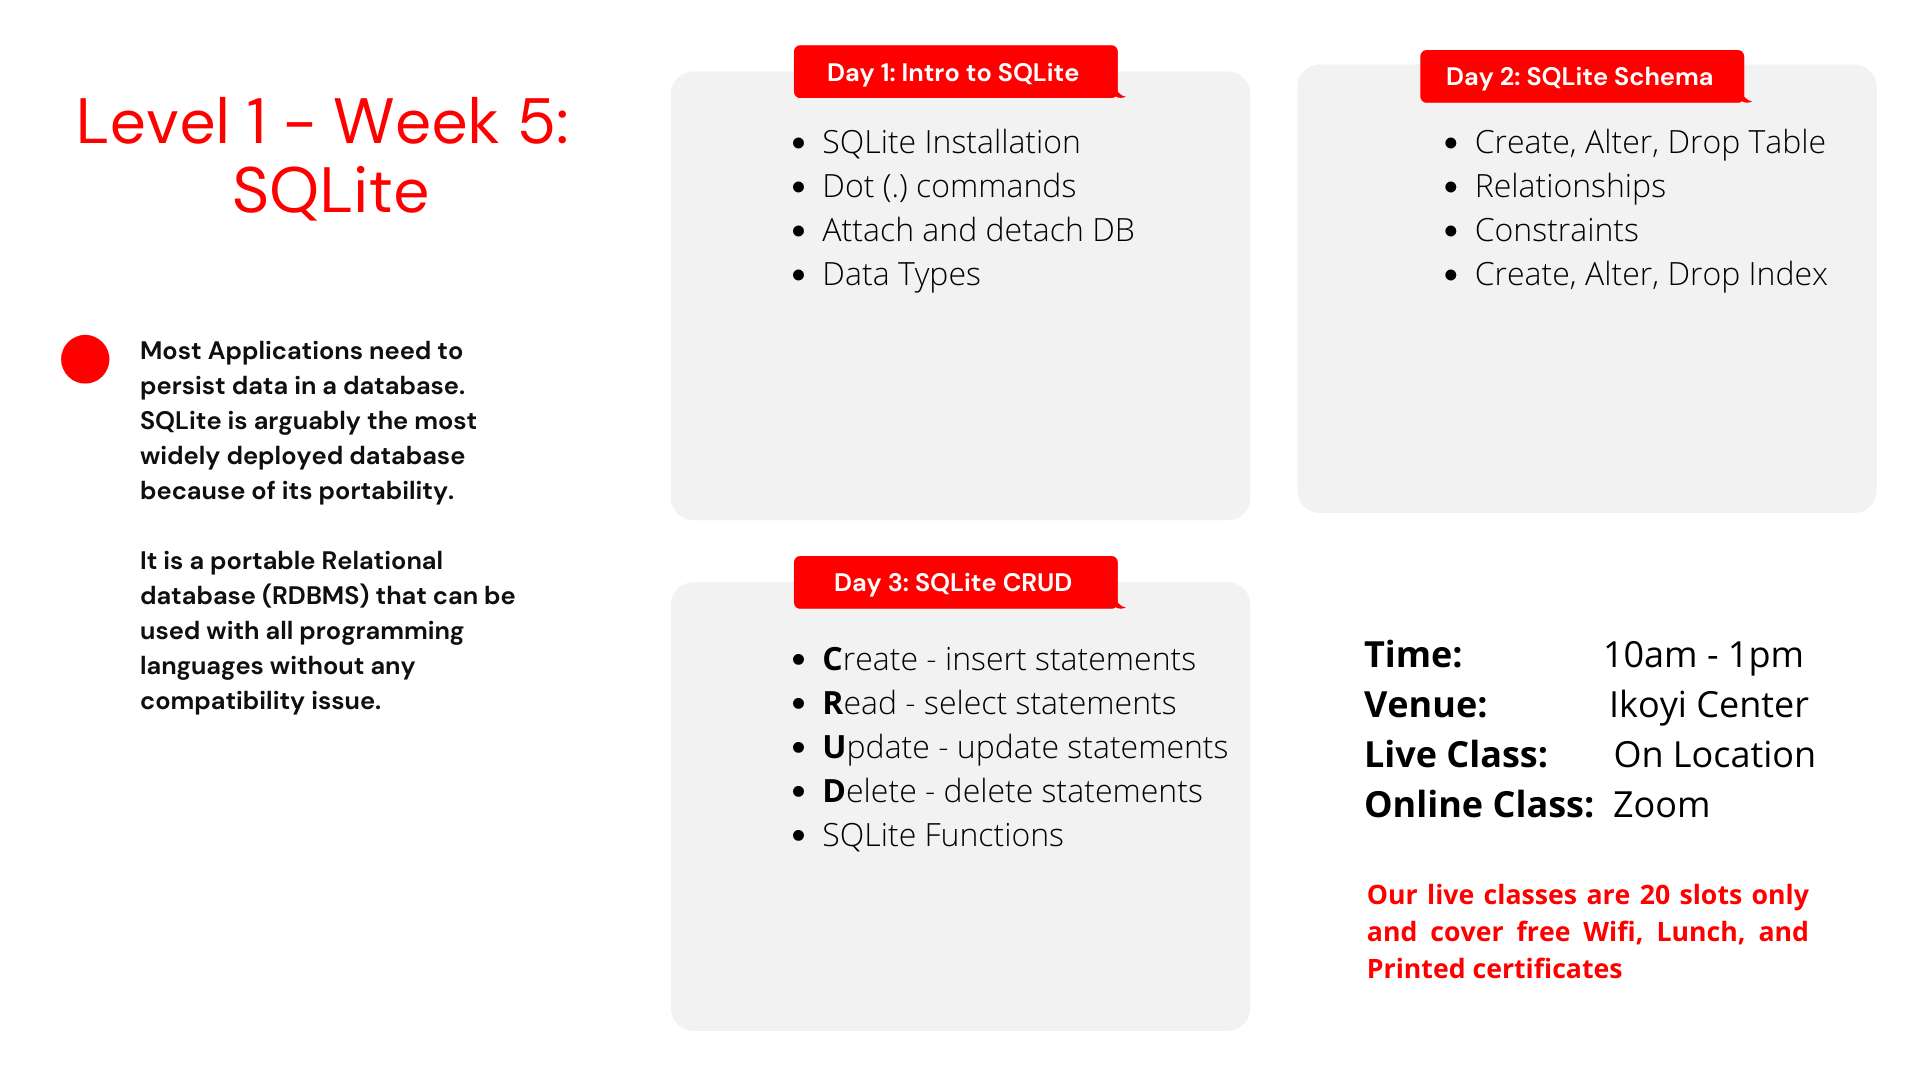 Level 1 - Week 5:
SQLite
Most Applications need to
persist data in a database.
SQLite is arguably the most
widely deployed database
because of its portability.
It is a portable Relational
database (RDBMS) that can be
used with all programming
languages without any
compatibility issue.
Day 1: Intro to SQLite
• SQLite Installation
• Dot (.) commands
• Attach and detach DB
• Data Types
Day 2: SQLite Schema
• Create, Alter, Drop Table
• Relationships
• Constraints
• Create, Alter, Drop Index
Day 3: SQLite CRUD
• Create - insert statements
• Read - select statements
• Update - update statements
• Delete - delete statements
• SQLite Functions
Time: 10am - 1pm
Venue: Ikoyi Center
Live Class: On Location
Online Class: Zoom
Our live classes are 20 slots only
and cover free Wifi, Lunch, and
Printed certificates